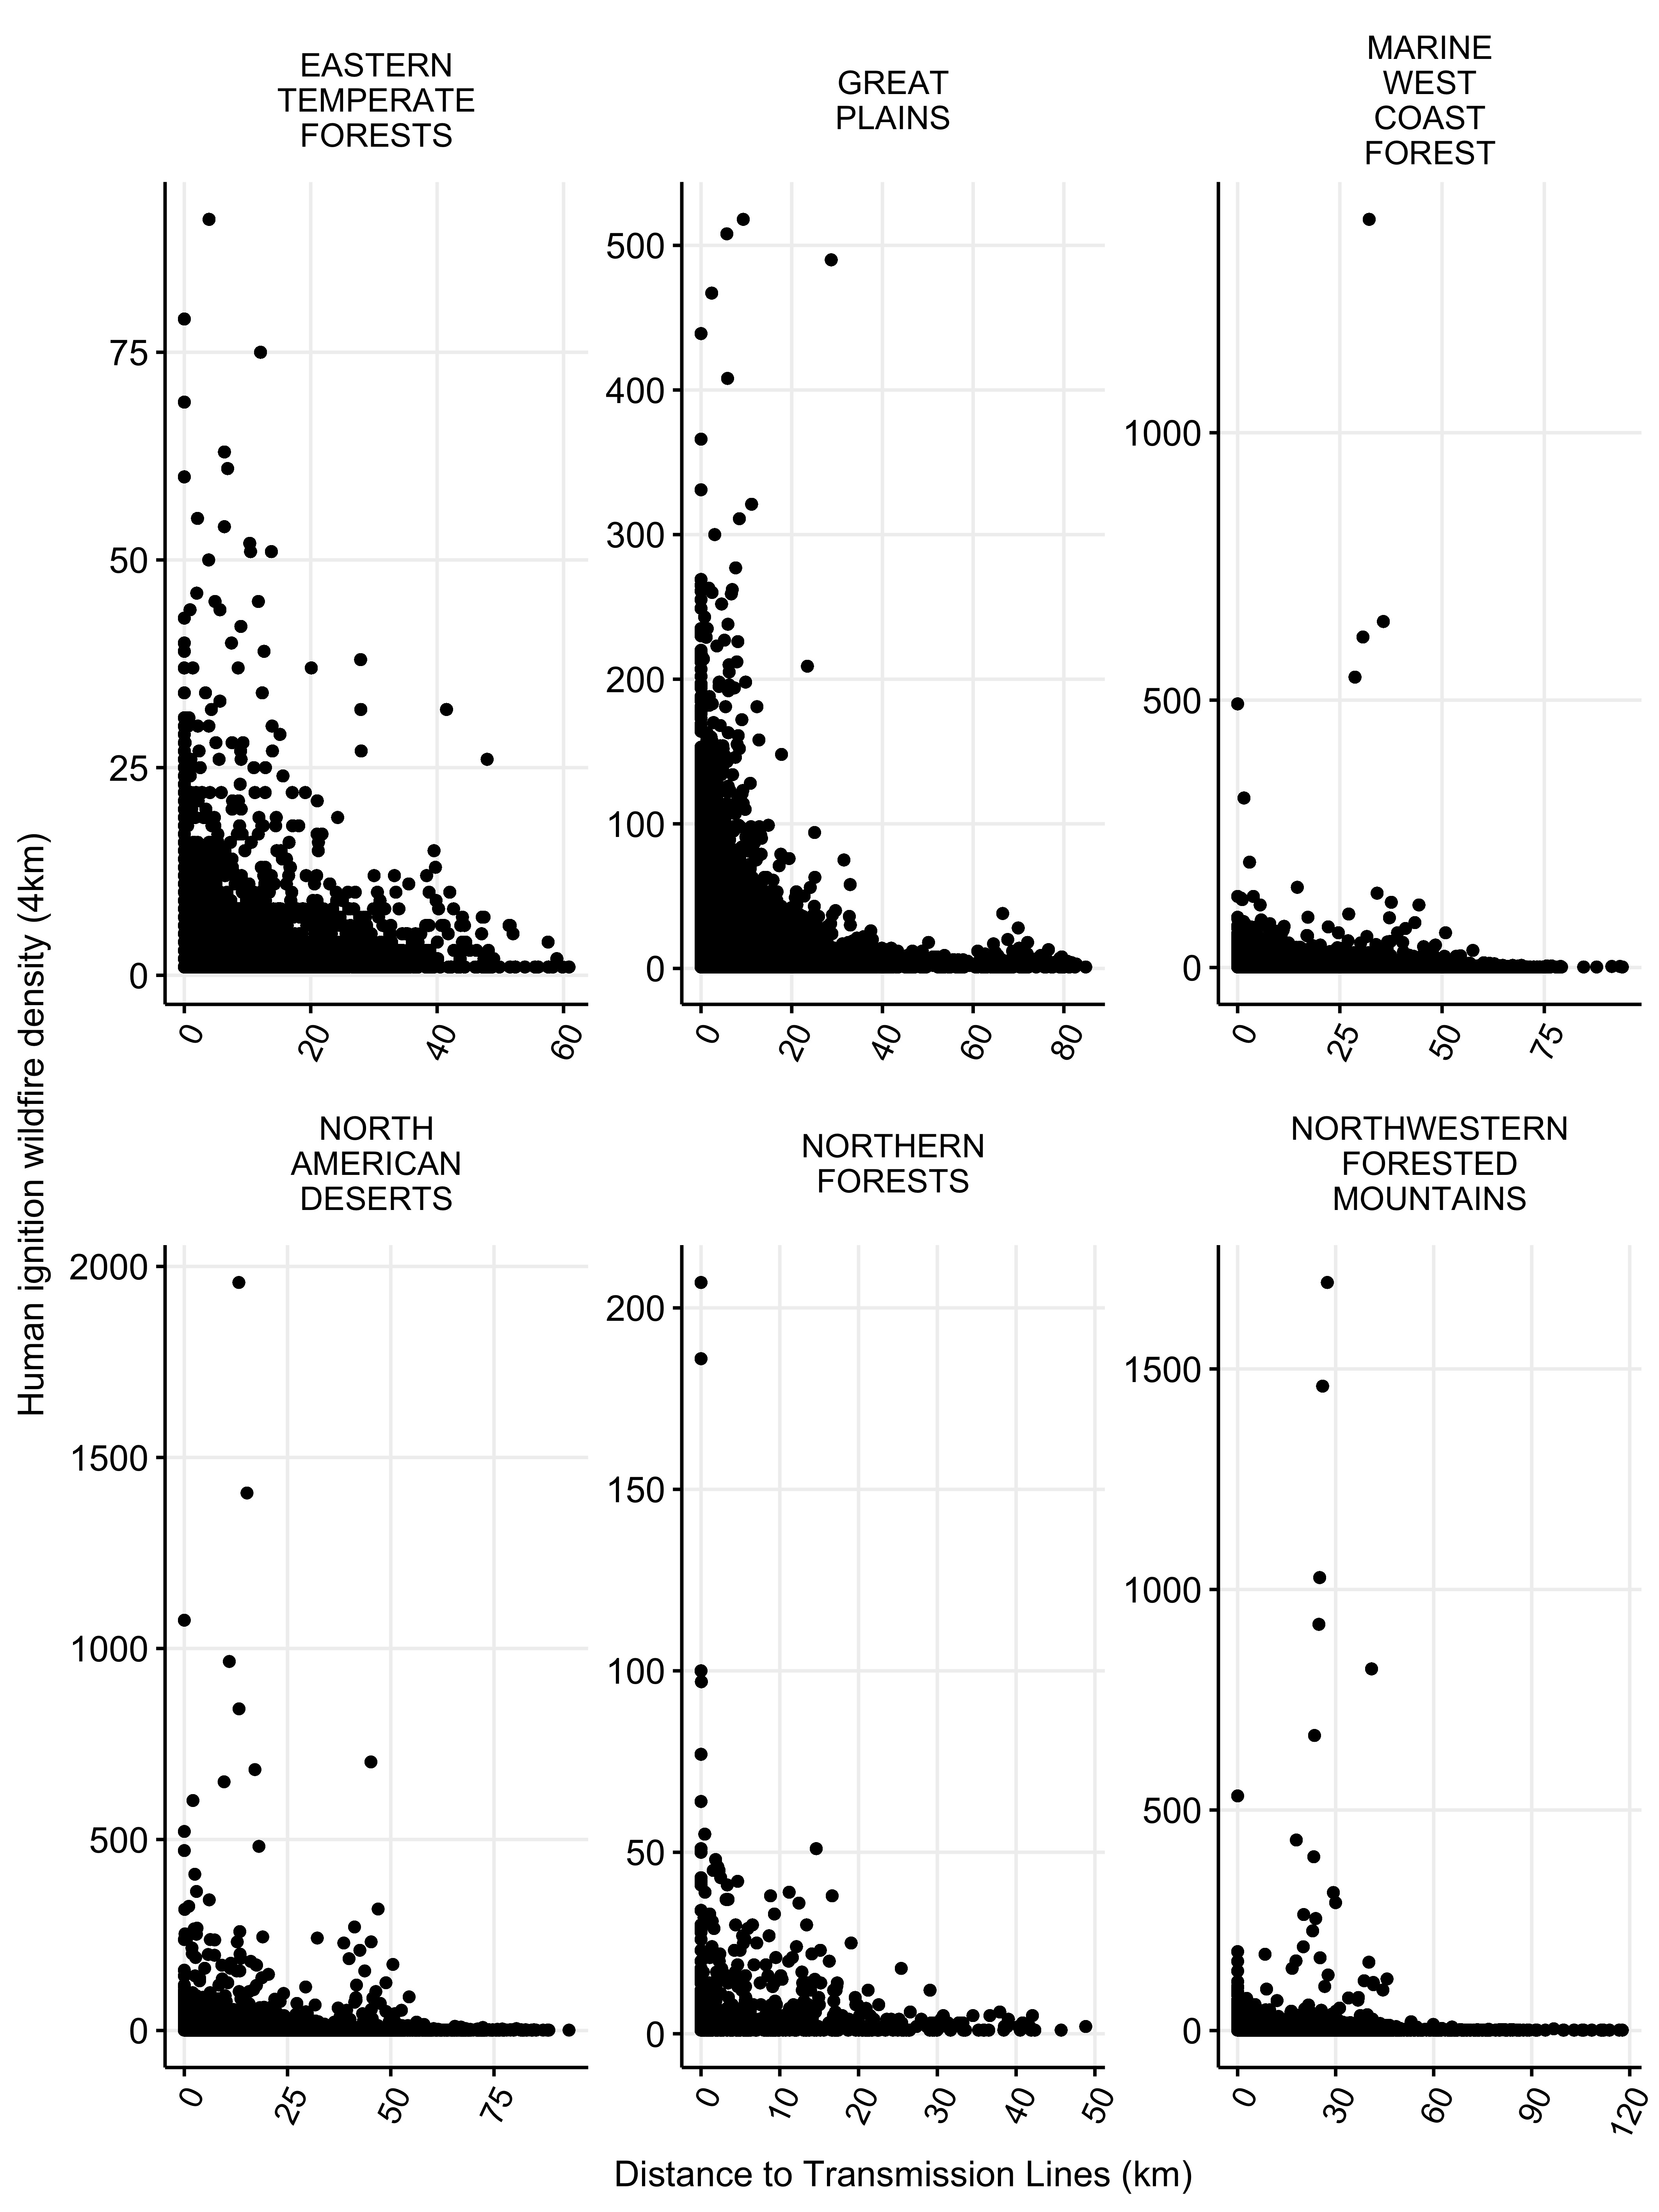 EASTERN
TEMPERATE
FORESTS
GREAT
PLAINS
MARINE
WEST
COAST
FOREST
75
50
25
0
0
20
40
60
500
400
300
200
100
0
0
20
40
60
80
1000
500
0
0
25
50
75
Human ignition wildfire density (4km)
NORTH
AMERICAN
DESERTS
NORTHERN
FORESTS
NORTHWESTERN
FORESTED
MOUNTAINS
2000
1500
1000
500
0
0
25
50
75
200
150
100
50
0
0
10
20
30
40
50
1500
1000
500
0
0
30
60
90
120
Distance to Transmission Lines (km)